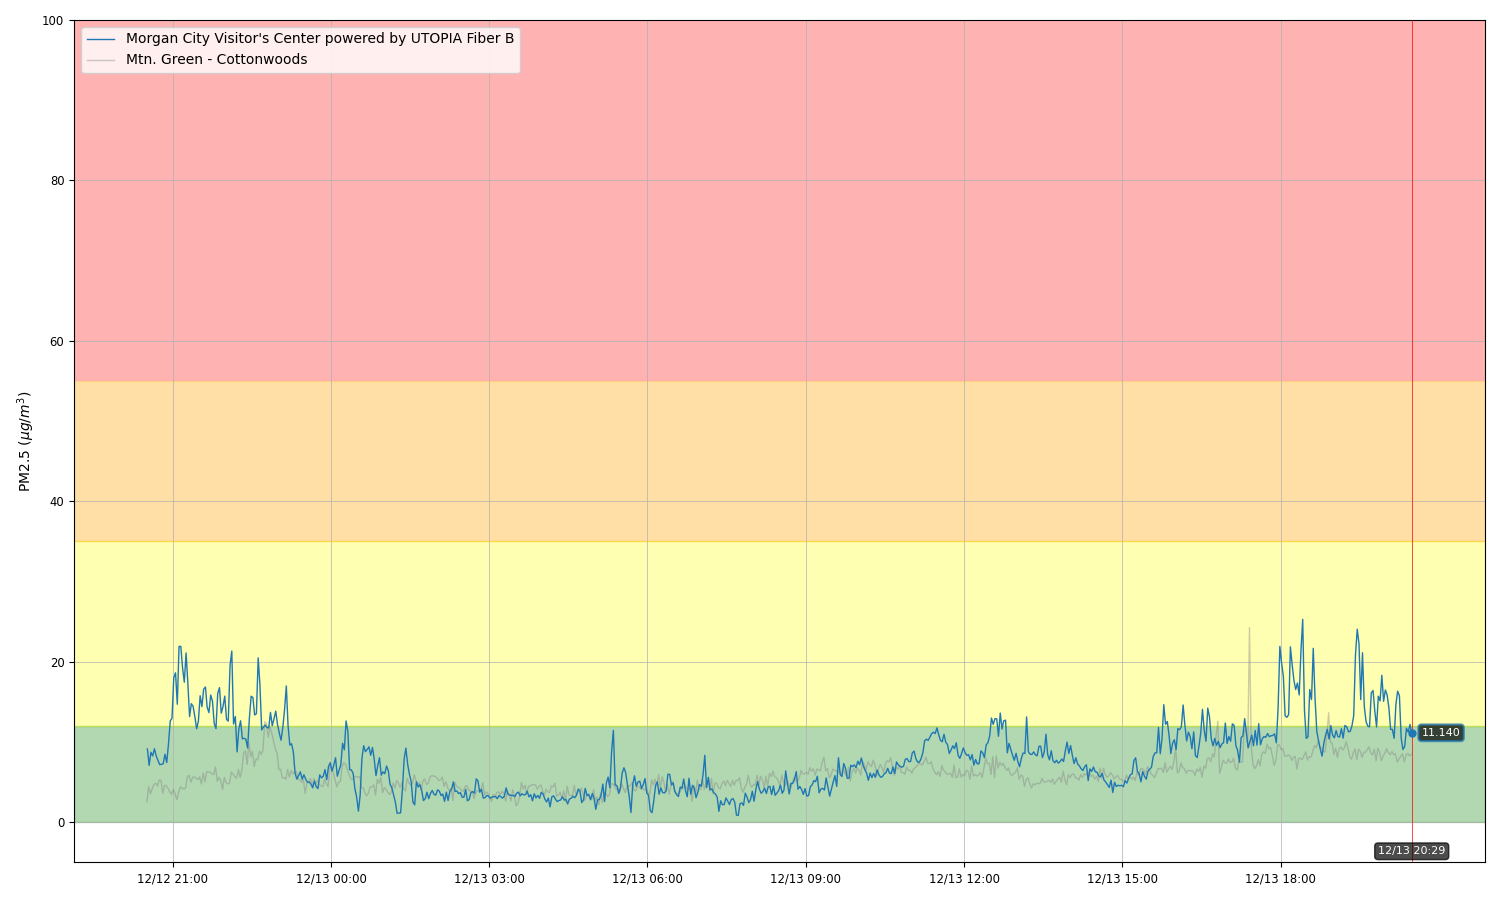 100
Morgan City Visitor's Center powered by UTOPIA Fiber B
Mtn. Green - Cottonwoods
80
60
PM2.5 (μg/m³)
40
20
11.140
0
12/13 20:29
12/12 21:00 12/13 00:00 12/13 03:00 12/13 06:00 12/13 09:00 12/13 12:00 12/13 15:00 12/13 18:00